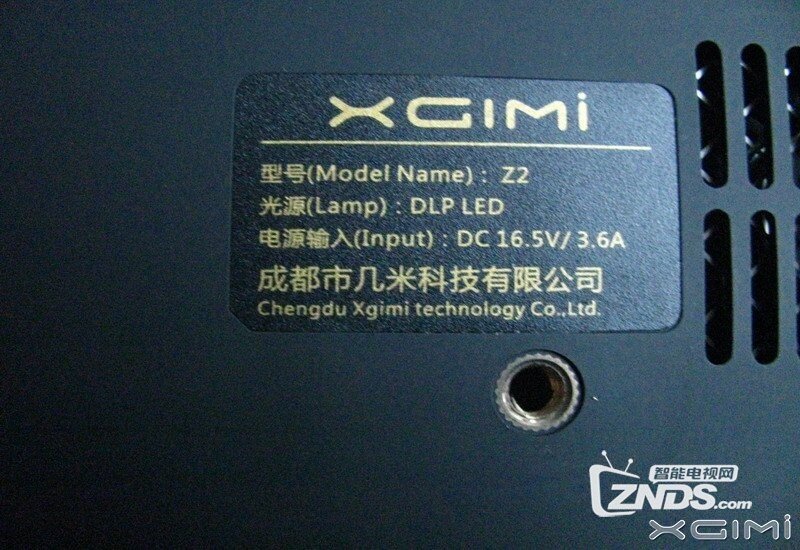 XGIMI
型号(Model Name)：Z2
光源(Lamp)：DLP LED
电源输入(Input)：DC 16.5V/ 3.6A
成都市几米科技有限公司
Chengdu Xgimi technology Co.,Ltd.
智能电视网
ZNDS.com
XGIMI